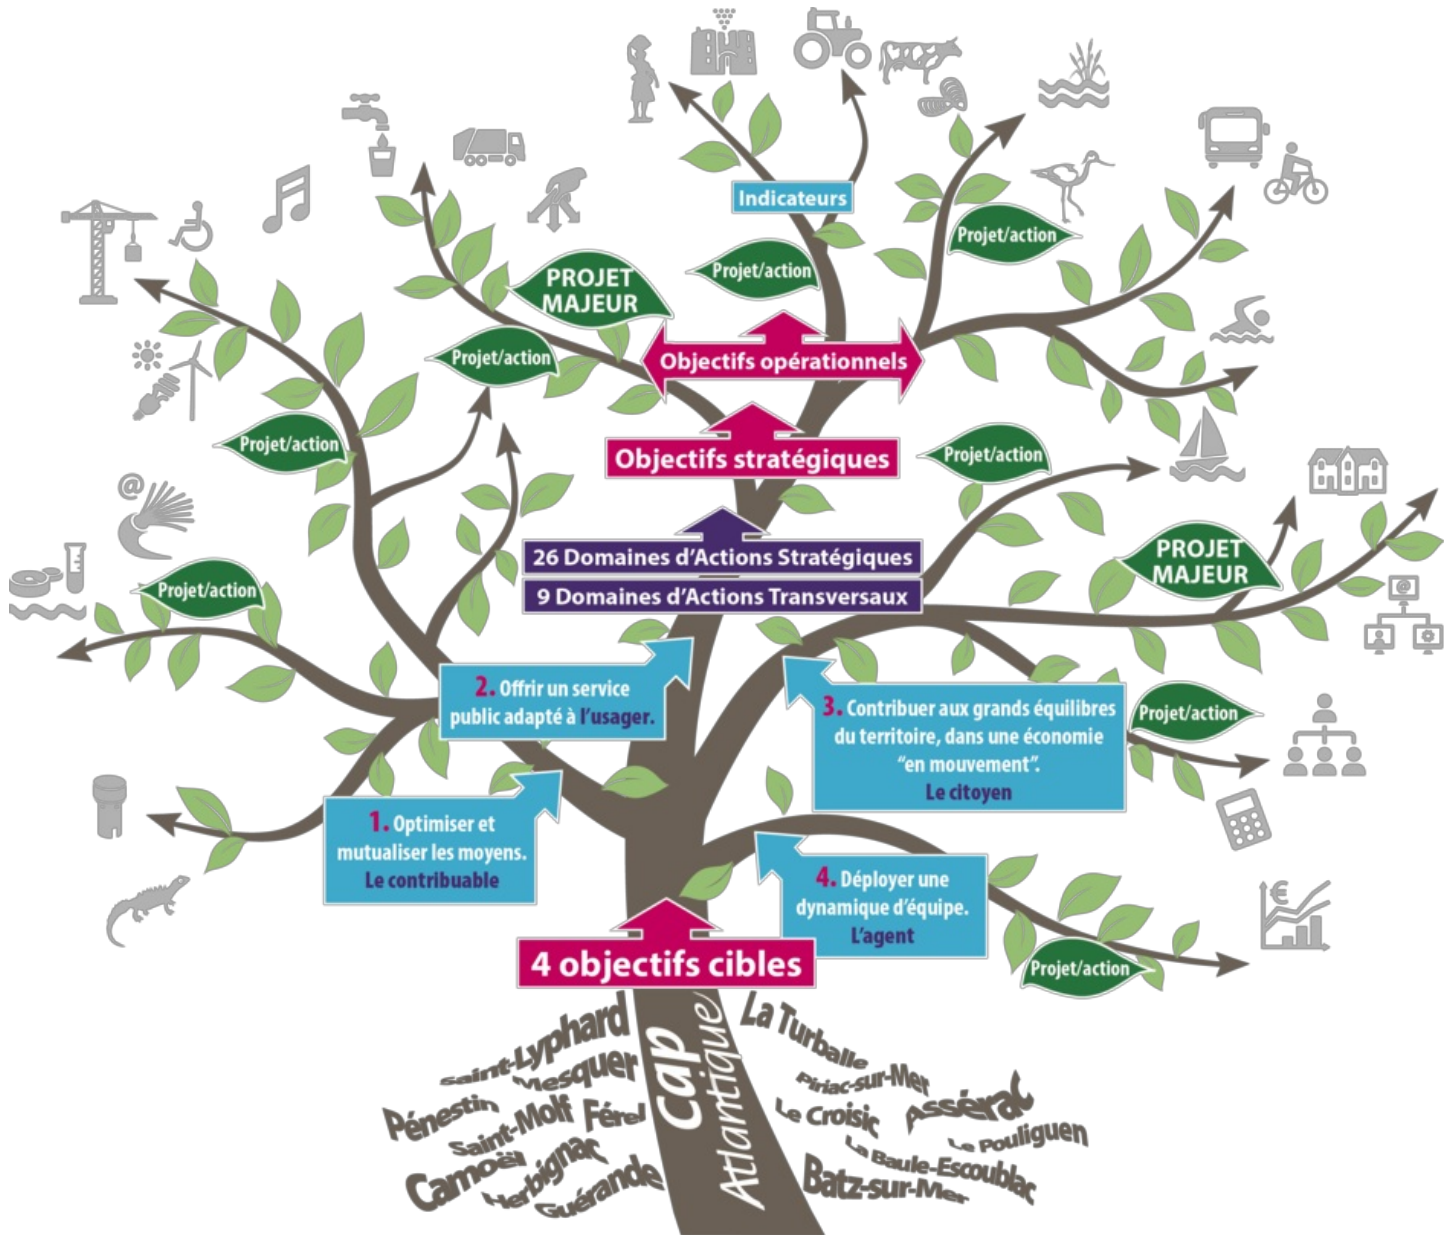 Indicateurs
Projet/action
Projet/action
PROJET
MAJEUR
Projet/action
Objectifs opérationnels
Projet/action
Objectifs stratégiques
Projet/action
26 Domaines d'Actions Stratégiques
9 Domaines d'Actions Transversaux
PROJET
MAJEUR
@
@
Projet/action
2. Offrir un service
public adapté à l'usager.
3. Contribuer aux grands équilibres
du territoire, dans une économie
"en mouvement".
Le citoyen
Projet/action
1. Optimiser et
mutualiser les moyens.
Le contribuable
4. Déployer une
dynamique d'équipe.
L'agent
€
Projet/action
4 objectifs cibles
Cap
Atlantique
Saint-Lyphard
Mesquer
Pénestin
Saint-Molf
Férel
Camoël
Herbignac
Guérande
La Turballe
Piriac-sur-Mer
Le Croisic
Assérac
Le Pouliguen
La Baule-Escoublac
Batz-sur-Mer